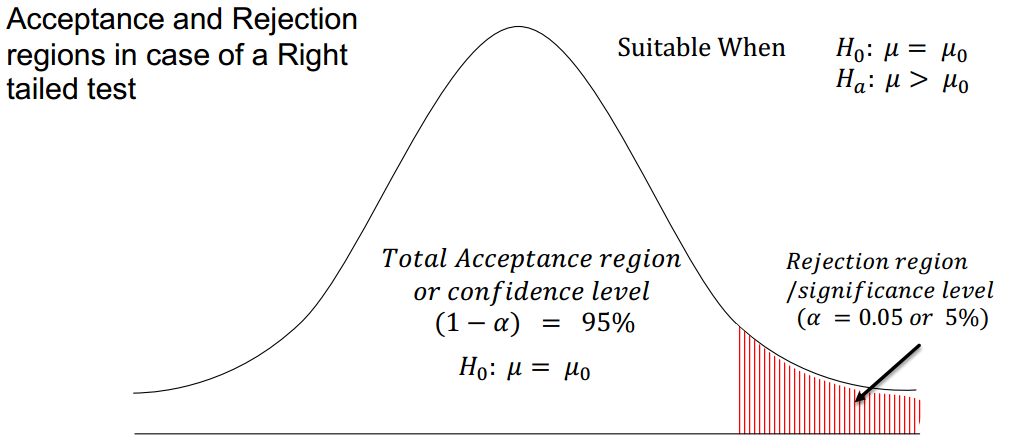 Acceptance and Rejection
regions in case of a Right
tailed test
Suitable When
H₀: μ = μ₀
Hₐ: μ > μ₀
Total Acceptance region
or confidence level
(1 − α) = 95%
H₀: μ = μ₀
Rejection region
/significance level
(α = 0.05 or 5%)